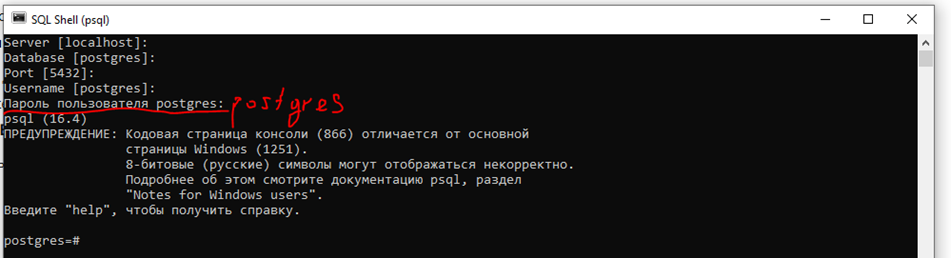 SQL Shell (psql)
Server [localhost]:
Database [postgres]:
Port [5432]:
Username [postgres]:
Пароль пользователя postgres: postgres
psql (16.4)
ПРЕДУПРЕЖДЕНИЕ: Кодовая страница консоли (866) отличается от основной
страницы Windows (1251).
8-битовые (русские) символы могут отображаться некорректно.
Подробнее об этом смотрите документацию psql, раздел
"Notes for Windows users".
Введите "help", чтобы получить справку.
postgres=#